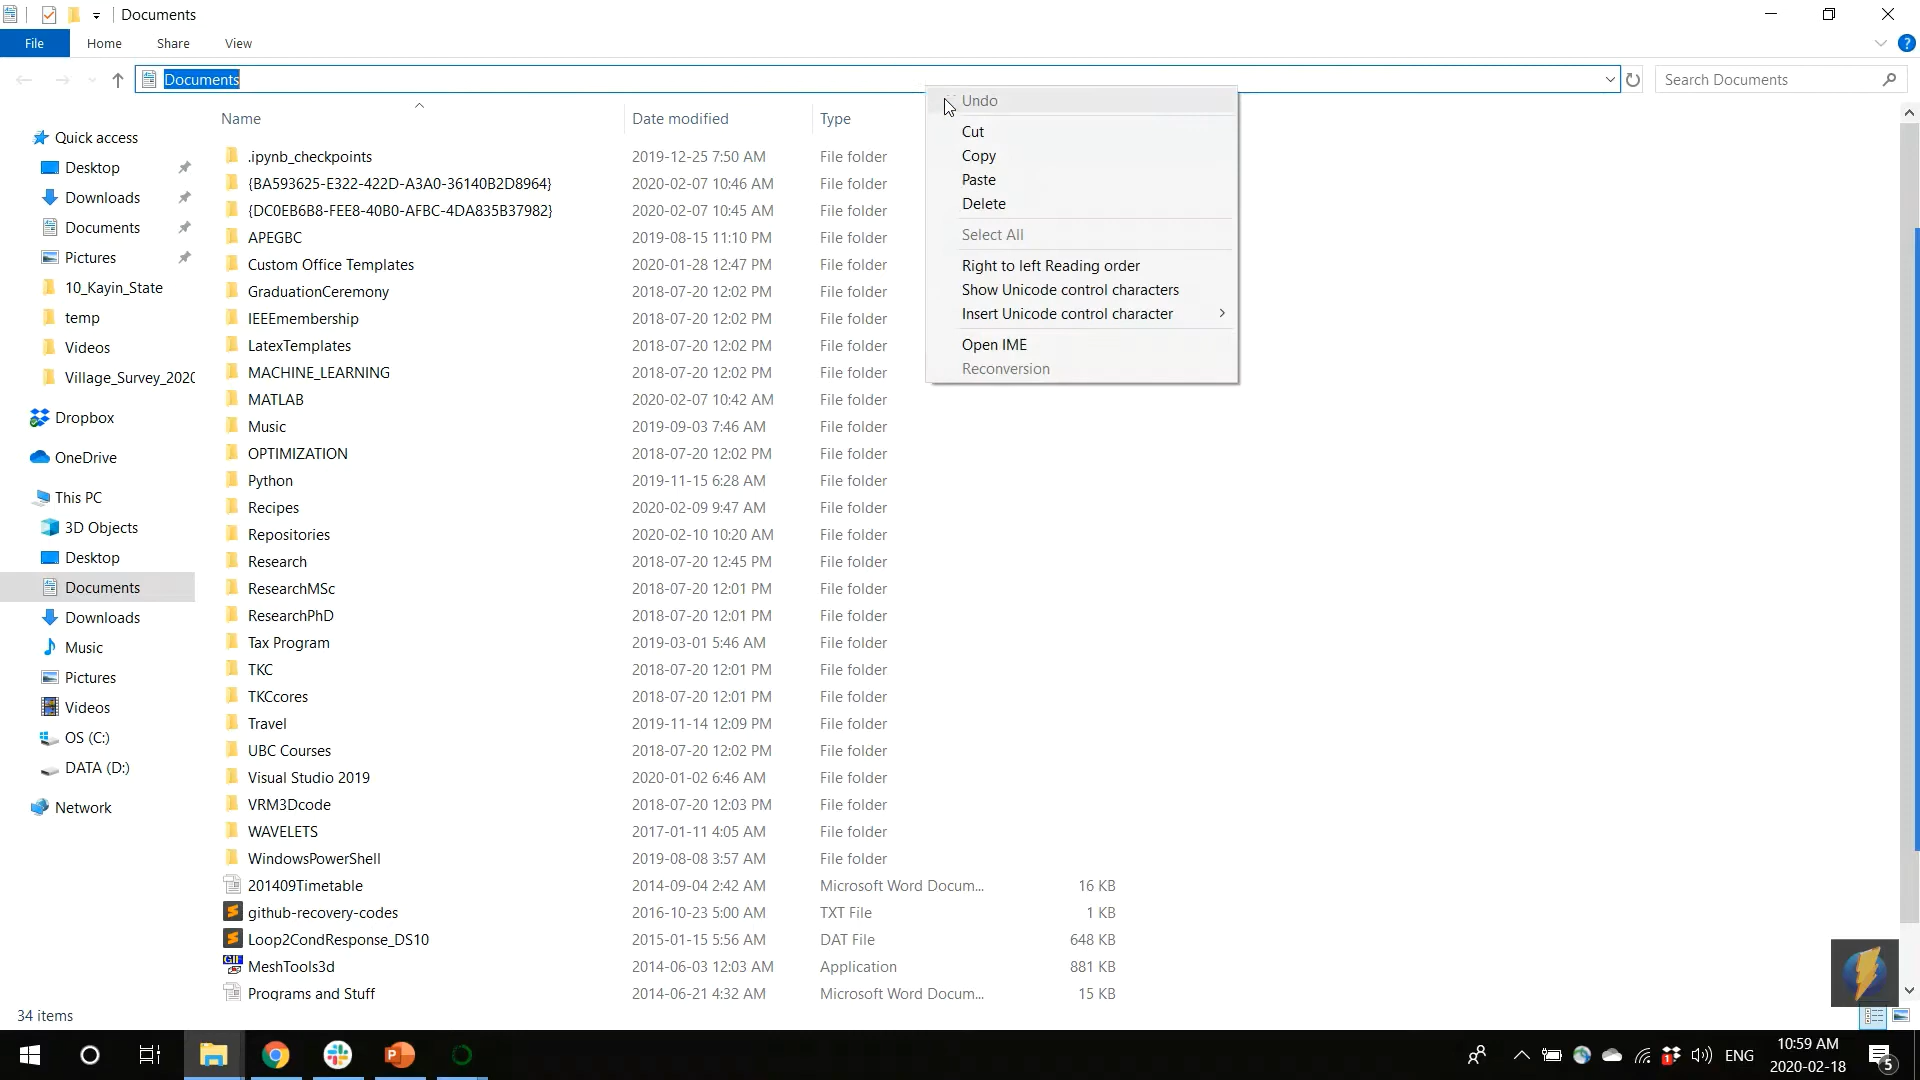 Documents
File Home Share View
Documents
Search Documents
Undo
Cut
Copy
Paste
Delete
Select All
Right to left Reading order
Show Unicode control characters
Insert Unicode control character
Open IME
Reconversion
Quick access
Desktop
Downloads
Documents
Pictures
10_Kayin_State
temp
Videos
Village_Survey_202
Dropbox
OneDrive
This PC
3D Objects
Desktop
Documents
Downloads
Music
Pictures
Videos
OS (C:)
DATA (D:)
Network
Name Date modified Type
.ipynb_checkpoints 2019-12-25 7:50 AM File folder
{BA593625-E322-422D-A3A0-36140B2D8964} 2020-02-07 10:46 AM File folder
{DC0EB6B8-FEE8-40B0-AFBC-4DA835B37982} 2020-02-07 10:45 AM File folder
APEGBC 2019-08-15 11:10 PM File folder
Custom Office Templates 2020-01-28 12:47 PM File folder
GraduationCeremony 2018-07-20 12:02 PM File folder
IEEEmembership 2018-07-20 12:02 PM File folder
LatexTemplates 2018-07-20 12:02 PM File folder
MACHINE_LEARNING 2018-07-20 12:02 PM File folder
MATLAB 2020-02-07 10:42 AM File folder
Music 2019-09-03 7:46 AM File folder
OPTIMIZATION 2018-07-20 12:02 PM File folder
Python 2019-11-15 6:28 AM File folder
Recipes 2020-02-09 9:47 AM File folder
Repositories 2020-02-10 10:20 AM File folder
Research 2018-07-20 12:45 PM File folder
ResearchMSc 2018-07-20 12:01 PM File folder
ResearchPhD 2018-07-20 12:01 PM File folder
Tax Program 2019-03-01 5:46 AM File folder
TKC 2018-07-20 12:01 PM File folder
TKCcores 2018-07-20 12:01 PM File folder
Travel 2019-11-14 12:09 PM File folder
UBC Courses 2018-07-20 12:02 PM File folder
Visual Studio 2019 2020-01-02 6:46 AM File folder
VRM3Dcode 2018-07-20 12:03 PM File folder
WAVELETS 2017-01-11 4:05 AM File folder
WindowsPowerShell 2019-08-08 3:57 AM File folder
201409Timetable 2014-09-04 2:42 AM Microsoft Word Docum... 16 KB
github-recovery-codes 2016-10-23 5:00 AM TXT File 1 KB
Loop2CondResponse_DS10 2015-01-15 5:56 AM DAT File 648 KB
MeshTools3d 2014-06-03 12:03 AM Application 881 KB
Programs and Stuff 2014-06-21 4:32 AM Microsoft Word Docum... 15 KB
34 items
ENG
10:59 AM
2020-02-18
5